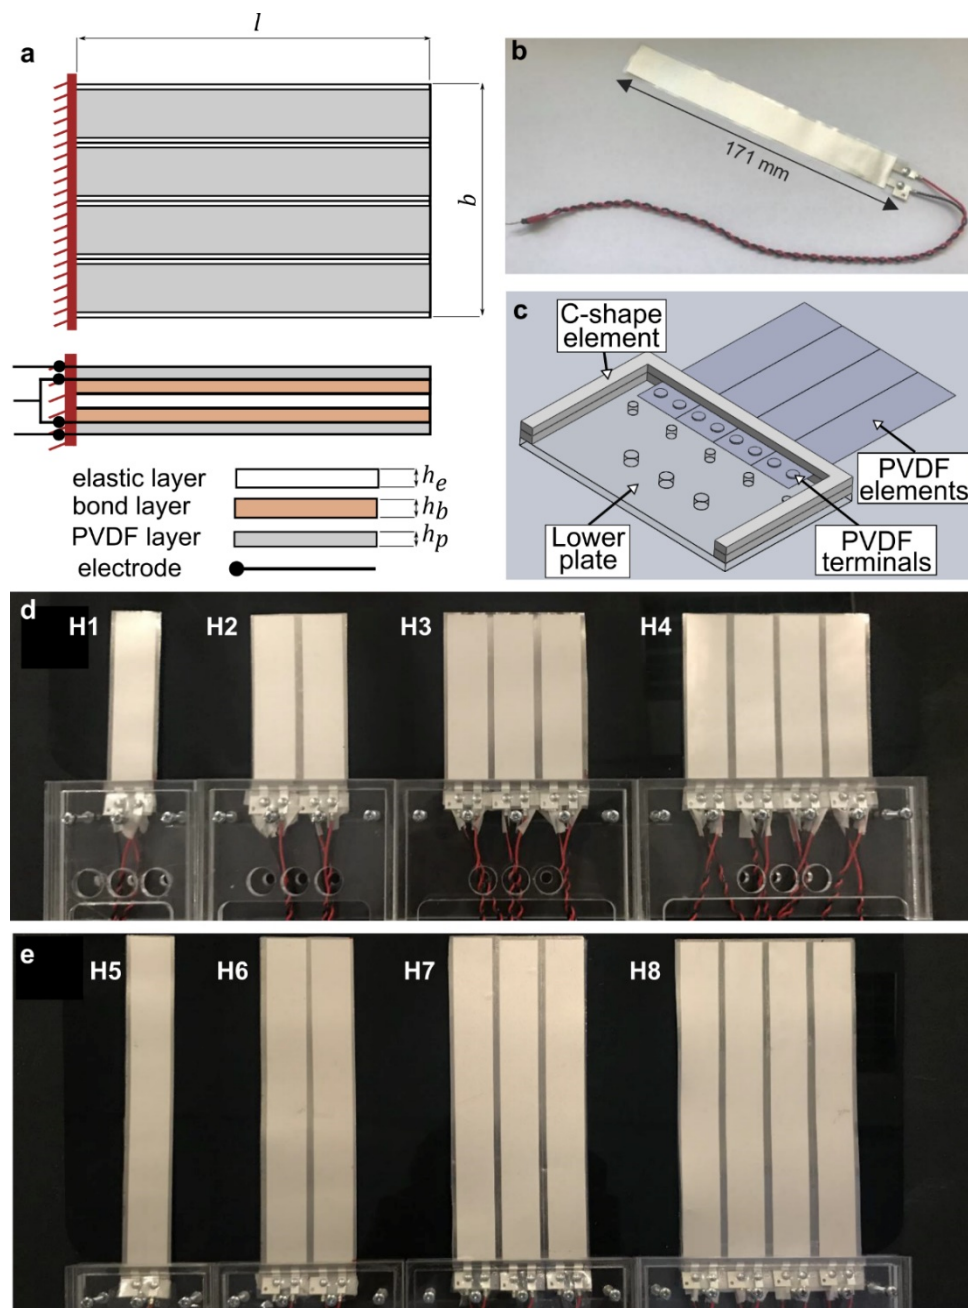 a
l
b
elastic layer
h_e
bond layer
h_b
PVDF layer
h_p
electrode
b
171 mm
c
C-shape
element
PVDF
elements
Lower
plate
PVDF
terminals
d
H1
H2
H3
H4
e
H5
H6
H7
H8